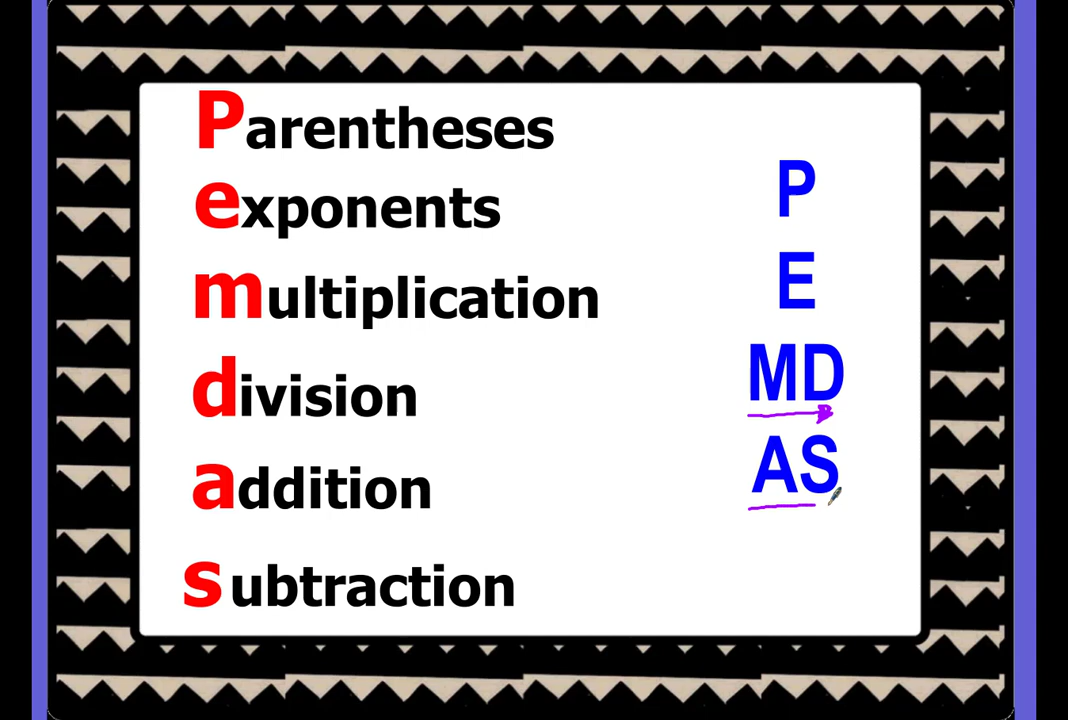 Parentheses
exponents
multiplication
division
addition
subtraction
P
E
MD
AS